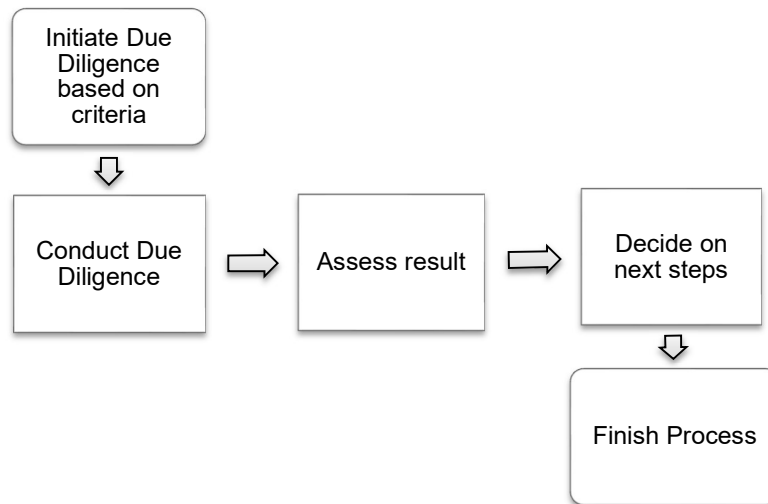 Initiate Due
Diligence
based on
criteria
Conduct Due
Diligence
Assess result
Decide on
next steps
Finish Process